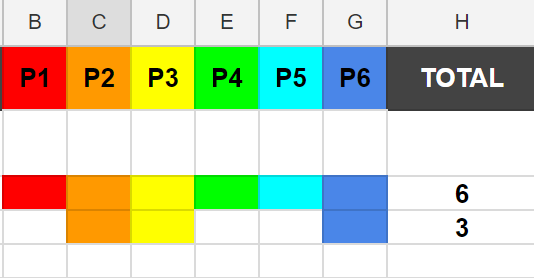 B C D E F G H
P1 P2 P3 P4 P5 P6 TOTAL
6
3